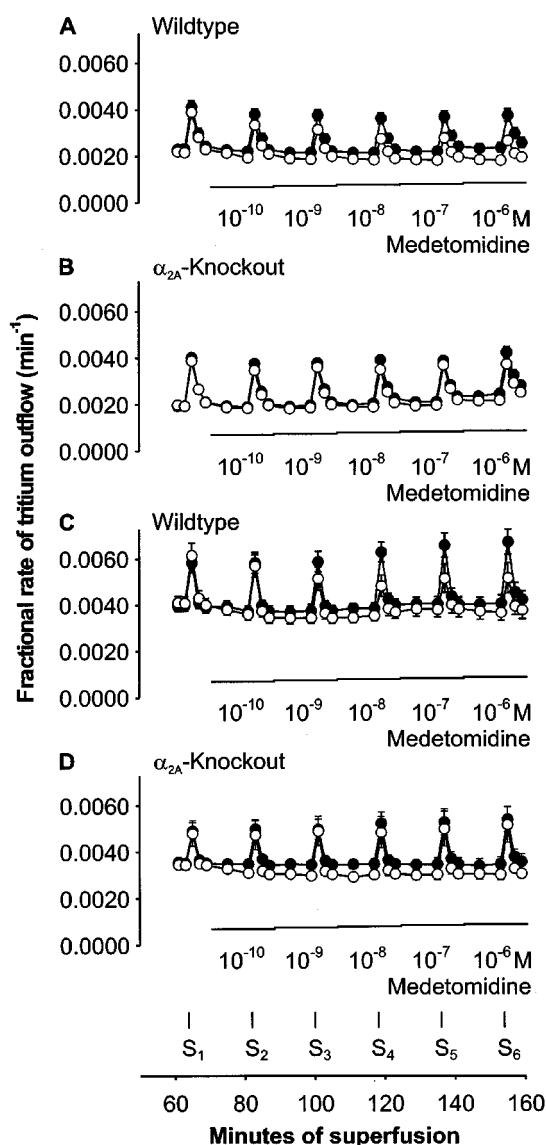 A Wildtype
0.0060
0.0040
0.0020
0.0000
10⁻¹⁰ 10⁻⁹ 10⁻⁸ 10⁻⁷ 10⁻⁶ M
Medetomidine
B α₂A-Knockout
0.0060
0.0040
0.0020
0.0000
10⁻¹⁰ 10⁻⁹ 10⁻⁸ 10⁻⁷ 10⁻⁶ M
Medetomidine
Fractional rate of tritium outflow (min⁻¹)
C Wildtype
0.0060
0.0040
0.0020
0.0000
10⁻¹⁰ 10⁻⁹ 10⁻⁸ 10⁻⁷ 10⁻⁶ M
Medetomidine
D α₂A-Knockout
0.0060
0.0040
0.0020
0.0000
10⁻¹⁰ 10⁻⁹ 10⁻⁸ 10⁻⁷ 10⁻⁶ M
Medetomidine
S₁ S₂ S₃ S₄ S₅ S₆
60 80 100 120 140 160
Minutes of superfusion